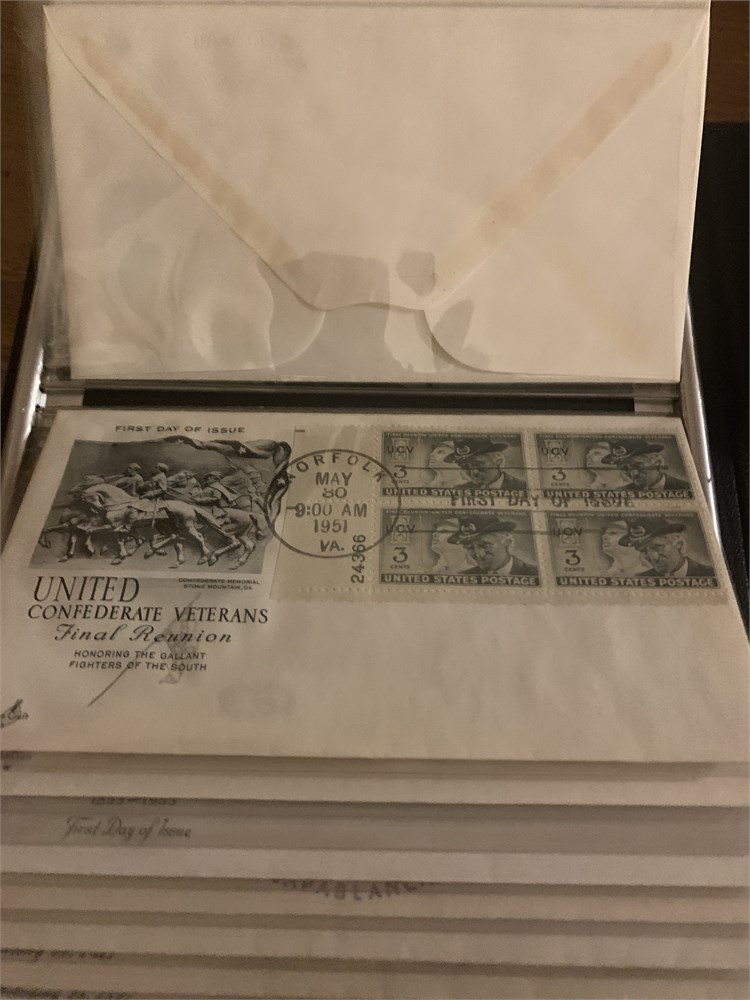 FIRST DAY OF ISSUE
NORFOLK
MAY
30
9:00 AM
1951
VA.
24366
UCV
3
CENTS
UNITED STATES POSTAGE
UCV
3
CENTS
UNITED STATES POSTAGE
FIRST DAY OF ISSUE
UCV
3
CENTS
UNITED STATES POSTAGE
UCV
3
CENTS
UNITED STATES POSTAGE
CONFEDERATE MEMORIAL
STONE MOUNTAIN, GA.
UNITED
CONFEDERATE VETERANS
Final Reunion
HONORING THE GALLANT
FIGHTERS OF THE SOUTH
1853-1953
First Day of Issue